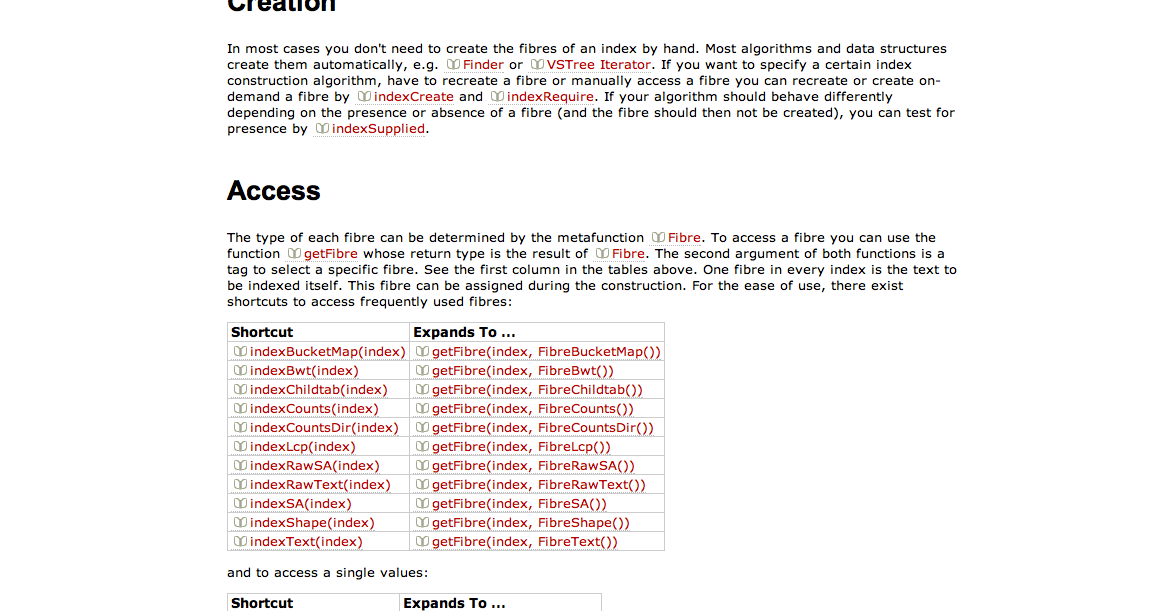 Creation
In most cases you don't need to create the fibres of an index by hand. Most algorithms and data structures
create them automatically, e.g. Finder or VSTree Iterator. If you want to specify a certain index
construction algorithm, have to recreate a fibre or manually access a fibre you can recreate or create on-
demand a fibre by indexCreate and indexRequire. If your algorithm should behave differently
depending on the presence or absence of a fibre (and the fibre should then not be created), you can test for
presence by indexSupplied.
Access
The type of each fibre can be determined by the metafunction Fibre. To access a fibre you can use the
function getFibre whose return type is the result of Fibre. The second argument of both functions is a
tag to select a specific fibre. See the first column in the tables above. One fibre in every index is the text to
be indexed itself. This fibre can be assigned during the construction. For the ease of use, there exist
shortcuts to access frequently used fibres:
Shortcut Expands To ...
indexBucketMap(index) getFibre(index, FibreBucketMap())
indexBwt(index) getFibre(index, FibreBwt())
indexChildtab(index) getFibre(index, FibreChildtab())
indexCounts(index) getFibre(index, FibreCounts())
indexCountsDir(index) getFibre(index, FibreCountsDir())
indexLcp(index) getFibre(index, FibreLcp())
indexRawSA(index) getFibre(index, FibreRawSA())
indexRawText(index) getFibre(index, FibreRawText())
indexSA(index) getFibre(index, FibreSA())
indexShape(index) getFibre(index, FibreShape())
indexText(index) getFibre(index, FibreText())
and to access a single values:
Shortcut Expands To ...